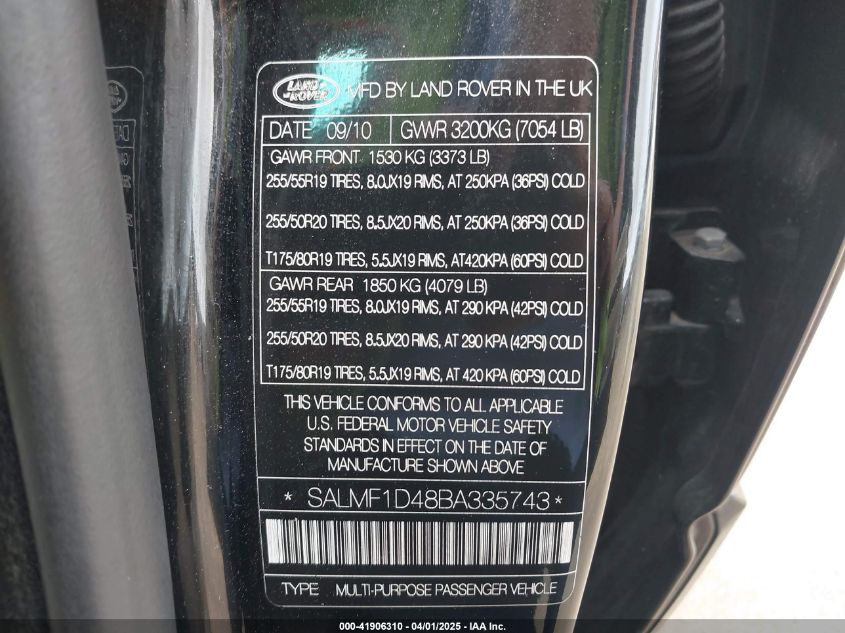 LAND ROVER MFD BY LAND ROVER IN THE UK
DATE 09/10 GVWR 3200KG (7054 LB)
GAWR FRONT 1530 KG (3373 LB)
255/55R19 TIRES, 8.0JX19 RIMS, AT 250KPA (36PSI) COLD
255/50R20 TIRES, 8.5JX20 RIMS, AT 250KPA (36PSI) COLD
T175/80R19 TIRES, 5.5JX19 RIMS, AT420KPA (60PSI) COLD
GAWR REAR 1850 KG (4079 LB)
255/55R19 TIRES, 8.0JX19 RIMS, AT 290 KPA (42PSI) COLD
255/50R20 TIRES, 8.5JX20 RIMS, AT 290 KPA (42PSI) COLD
T175/80R19 TIRES, 5.5JX19 RIMS, AT 420 KPA (60PSI) COLD
THIS VEHICLE CONFORMS TO ALL APPLICABLE
U.S. FEDERAL MOTOR VEHICLE SAFETY
STANDARDS IN EFFECT ON THE DATE OF
MANUFACTURE SHOWN ABOVE
* SALMF1D48BA335743 *
TYPE MULTI-PURPOSE PASSENGER VEHICLE
000-41906310 - 04/01/2025 - IAA Inc.